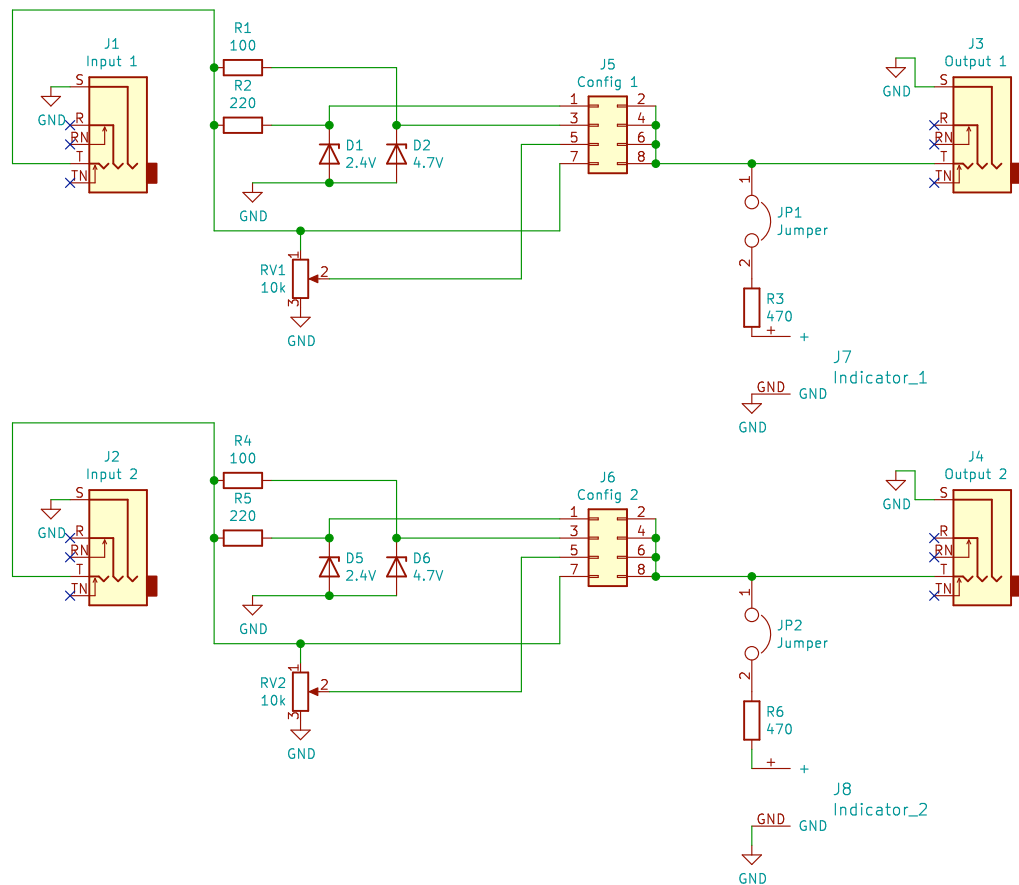 R1
100
J1
Input 1
S
GND
R
RN
T
TN
R2
220
D1
2.4V
D2
4.7V
GND
J5
Config 1
1
2
3
4
5
6
7
8
J3
Output 1
S
GND
R
RN
T
TN
1
JP1
Jumper
2
RV1
10k
1
2
3
GND
R3
470
+
+
J7
Indicator_1
GND
GND
GND
R4
100
J2
Input 2
S
GND
R
RN
T
TN
R5
220
D5
2.4V
D6
4.7V
GND
J6
Config 2
1
2
3
4
5
6
7
8
J4
Output 2
S
GND
R
RN
T
TN
1
JP2
Jumper
2
RV2
10k
1
2
3
GND
R6
470
+
+
J8
Indicator_2
GND
GND
GND